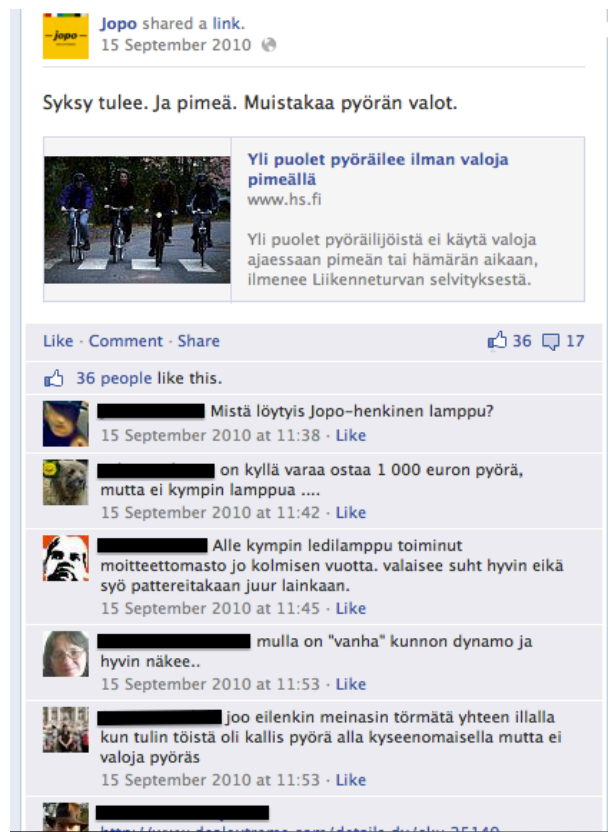 jopo
Jopo shared a link.
15 September 2010
Syksy tulee. Ja pimeä. Muistakaa pyörän valot.
Yli puolet pyöräilee ilman valoja
pimeällä
www.hs.fi
Yli puolet pyöräilijöistä ei käytä valoja
ajaessaan pimeän tai hämärän aikaan,
ilmenee Liikenneturvan selvityksestä.
Like · Comment · Share 36 17
36 people like this.
Mistä löytyis Jopo-henkinen lamppu?
15 September 2010 at 11:38 · Like
on kyllä varaa ostaa 1 000 euron pyörä,
mutta ei kympin lamppua ....
15 September 2010 at 11:42 · Like
Alle kympin ledilamppu toiminut
moitteettomasto jo kolmisen vuotta. valaisee suht hyvin eikä
syö pattereitakaan juur lainkaan.
15 September 2010 at 11:45 · Like
mulla on "vanha" kunnon dynamo ja
hyvin näkee..
15 September 2010 at 11:53 · Like
joo eilenkin meinasin törmätä yhteen illalla
kun tulin töistä oli kallis pyörä alla kyseenomaisella mutta ei
valoja pyöräs
15 September 2010 at 11:53 · Like